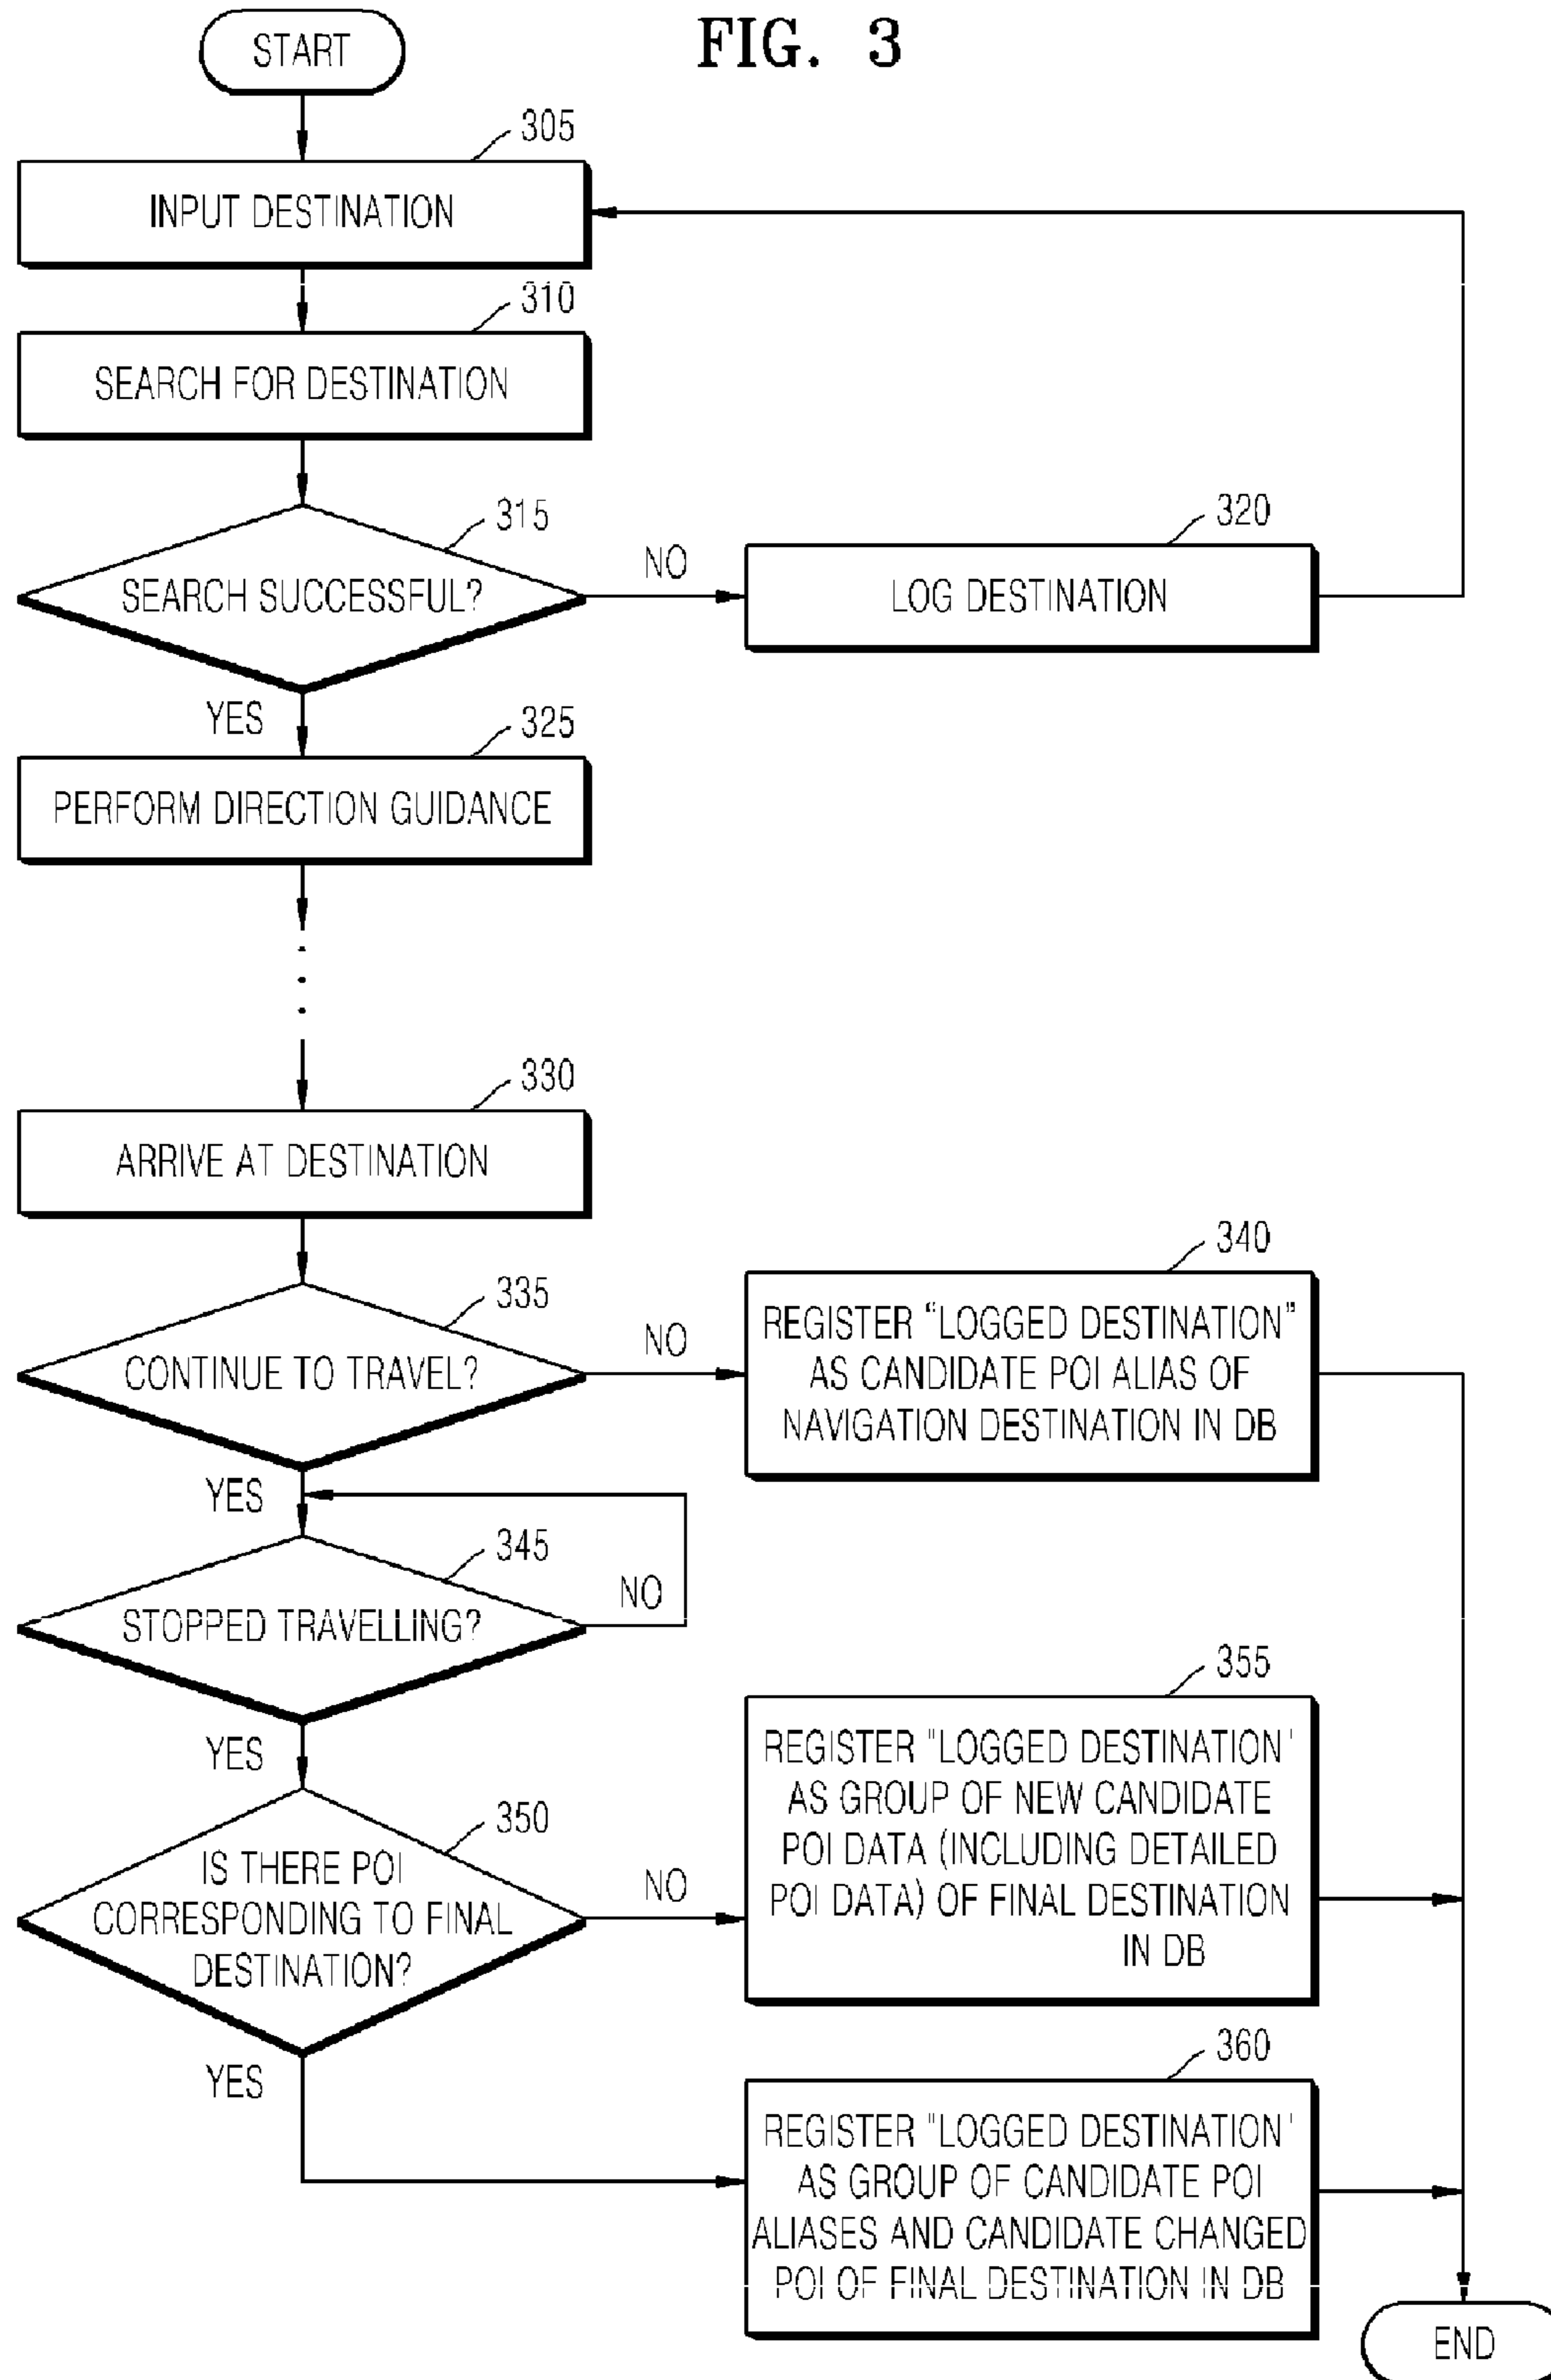 FIG. 3
START
305
INPUT DESTINATION
310
SEARCH FOR DESTINATION
315
SEARCH SUCCESSFUL?
NO
320
LOG DESTINATION
YES
325
PERFORM DIRECTION GUIDANCE
330
ARRIVE AT DESTINATION
335
CONTINUE TO TRAVEL?
NO
340
REGISTER “LOGGED DESTINATION”
AS CANDIDATE POI ALIAS OF
NAVIGATION DESTINATION IN DB
YES
345
STOPPED TRAVELLING?
NO
YES
350
IS THERE POI
CORRESPONDING TO FINAL
DESTINATION?
NO
355
REGISTER "LOGGED DESTINATION'
AS GROUP OF NEW CANDIDATE
POI DATA (INCLUDING DETAILED
POI DATA) OF FINAL DESTINATION
IN DB
YES
360
REGISTER "LOGGED DESTINATION'
AS GROUP OF CANDIDATE POI
ALIASES AND CANDIDATE CHANGED
POI OF FINAL DESTINATION IN DB
END